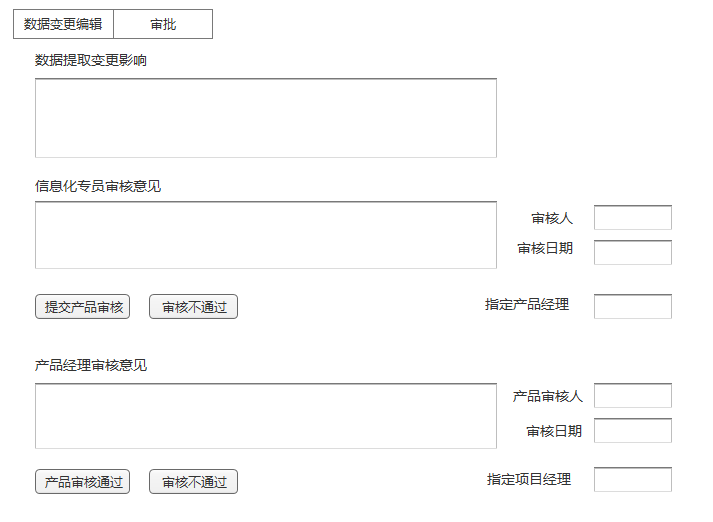 数据变更编辑 审批
数据提取变更影响
信息化专员审核意见
审核人
审核日期
提交产品审核 审核不通过 指定产品经理
产品经理审核意见
产品审核人
审核日期
产品审核通过 审核不通过 指定项目经理